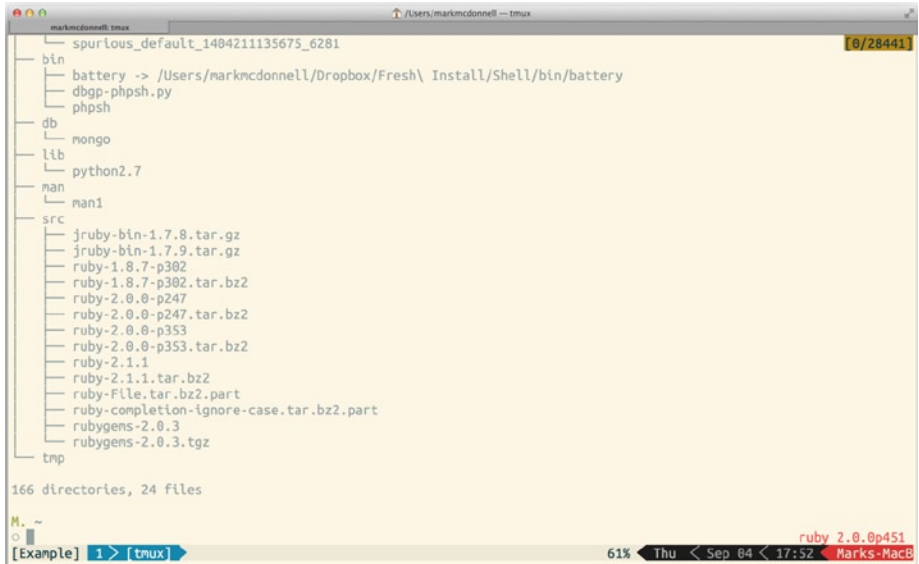 /Users/markmcdonnell — tmux
markmcdonnell: tmux
└── spurious_default_1404211135675_6281 [0/28441]
├── bin
│   ├── battery -> /Users/markmcdonnell/Dropbox/Fresh\ Install/Shell/bin/battery
│   ├── dbgp-phpsh.py
│   └── phpsh
├── db
│   └── mongo
├── lib
│   └── python2.7
├── man
│   └── man1
├── src
│   ├── jruby-bin-1.7.8.tar.gz
│   ├── jruby-bin-1.7.9.tar.gz
│   ├── ruby-1.8.7-p302
│   ├── ruby-1.8.7-p302.tar.bz2
│   ├── ruby-2.0.0-p247
│   ├── ruby-2.0.0-p247.tar.bz2
│   ├── ruby-2.0.0-p353
│   ├── ruby-2.0.0-p353.tar.bz2
│   ├── ruby-2.1.1
│   ├── ruby-2.1.1.tar.bz2
│   ├── ruby-File.tar.bz2.part
│   ├── ruby-completion-ignore-case.tar.bz2.part
│   ├── rubygems-2.0.3
│   └── rubygems-2.0.3.tgz
└── tmp
166 directories, 24 files
M. ~
ruby 2.0.0p451
[Example] 1 > [tmux] 61% Thu < Sep 04 < 17:52 Marks-MacB